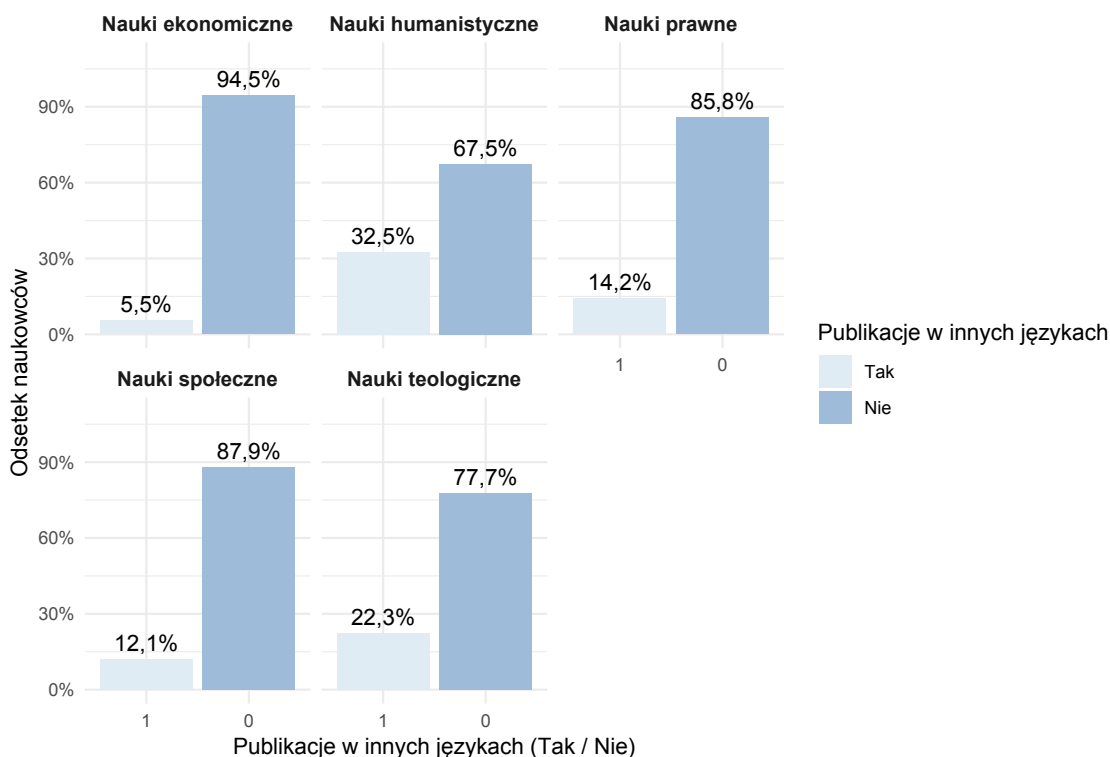 Nauki ekonomiczne
Nauki humanistyczne
Nauki prawne
94,5%
5,5%
67,5%
32,5%
85,8%
14,2%
90%
60%
30%
0%
1
0
Nauki społeczne
Nauki teologiczne
87,9%
12,1%
77,7%
22,3%
90%
60%
30%
0%
1
0
1
0
Odsetek naukowców
Publikacje w innych językach (Tak / Nie)
Publikacje w innych językach
Tak
Nie